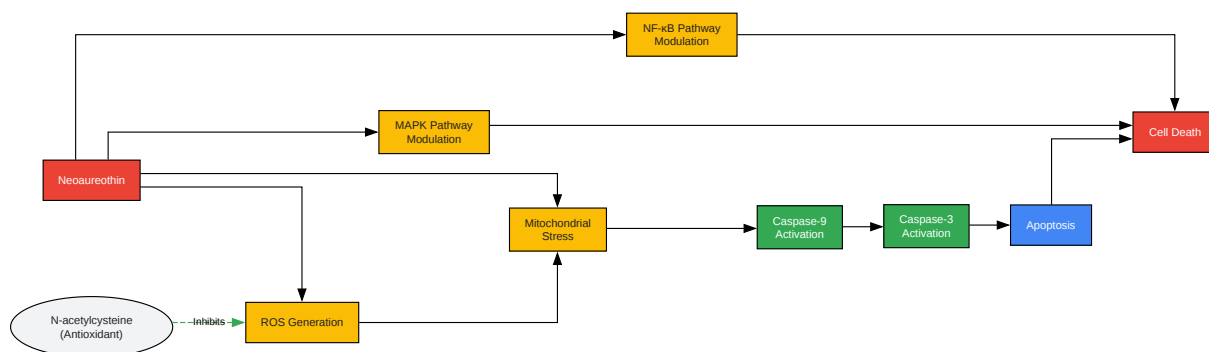 NF-κB Pathway
Modulation
MAPK Pathway
Modulation
Cell Death
Neoaureothin
Mitochondrial
Stress
Caspase-9
Activation
Caspase-3
Activation
Apoptosis
N-acetylcysteine
(Antioxidant)
Inhibits
ROS Generation